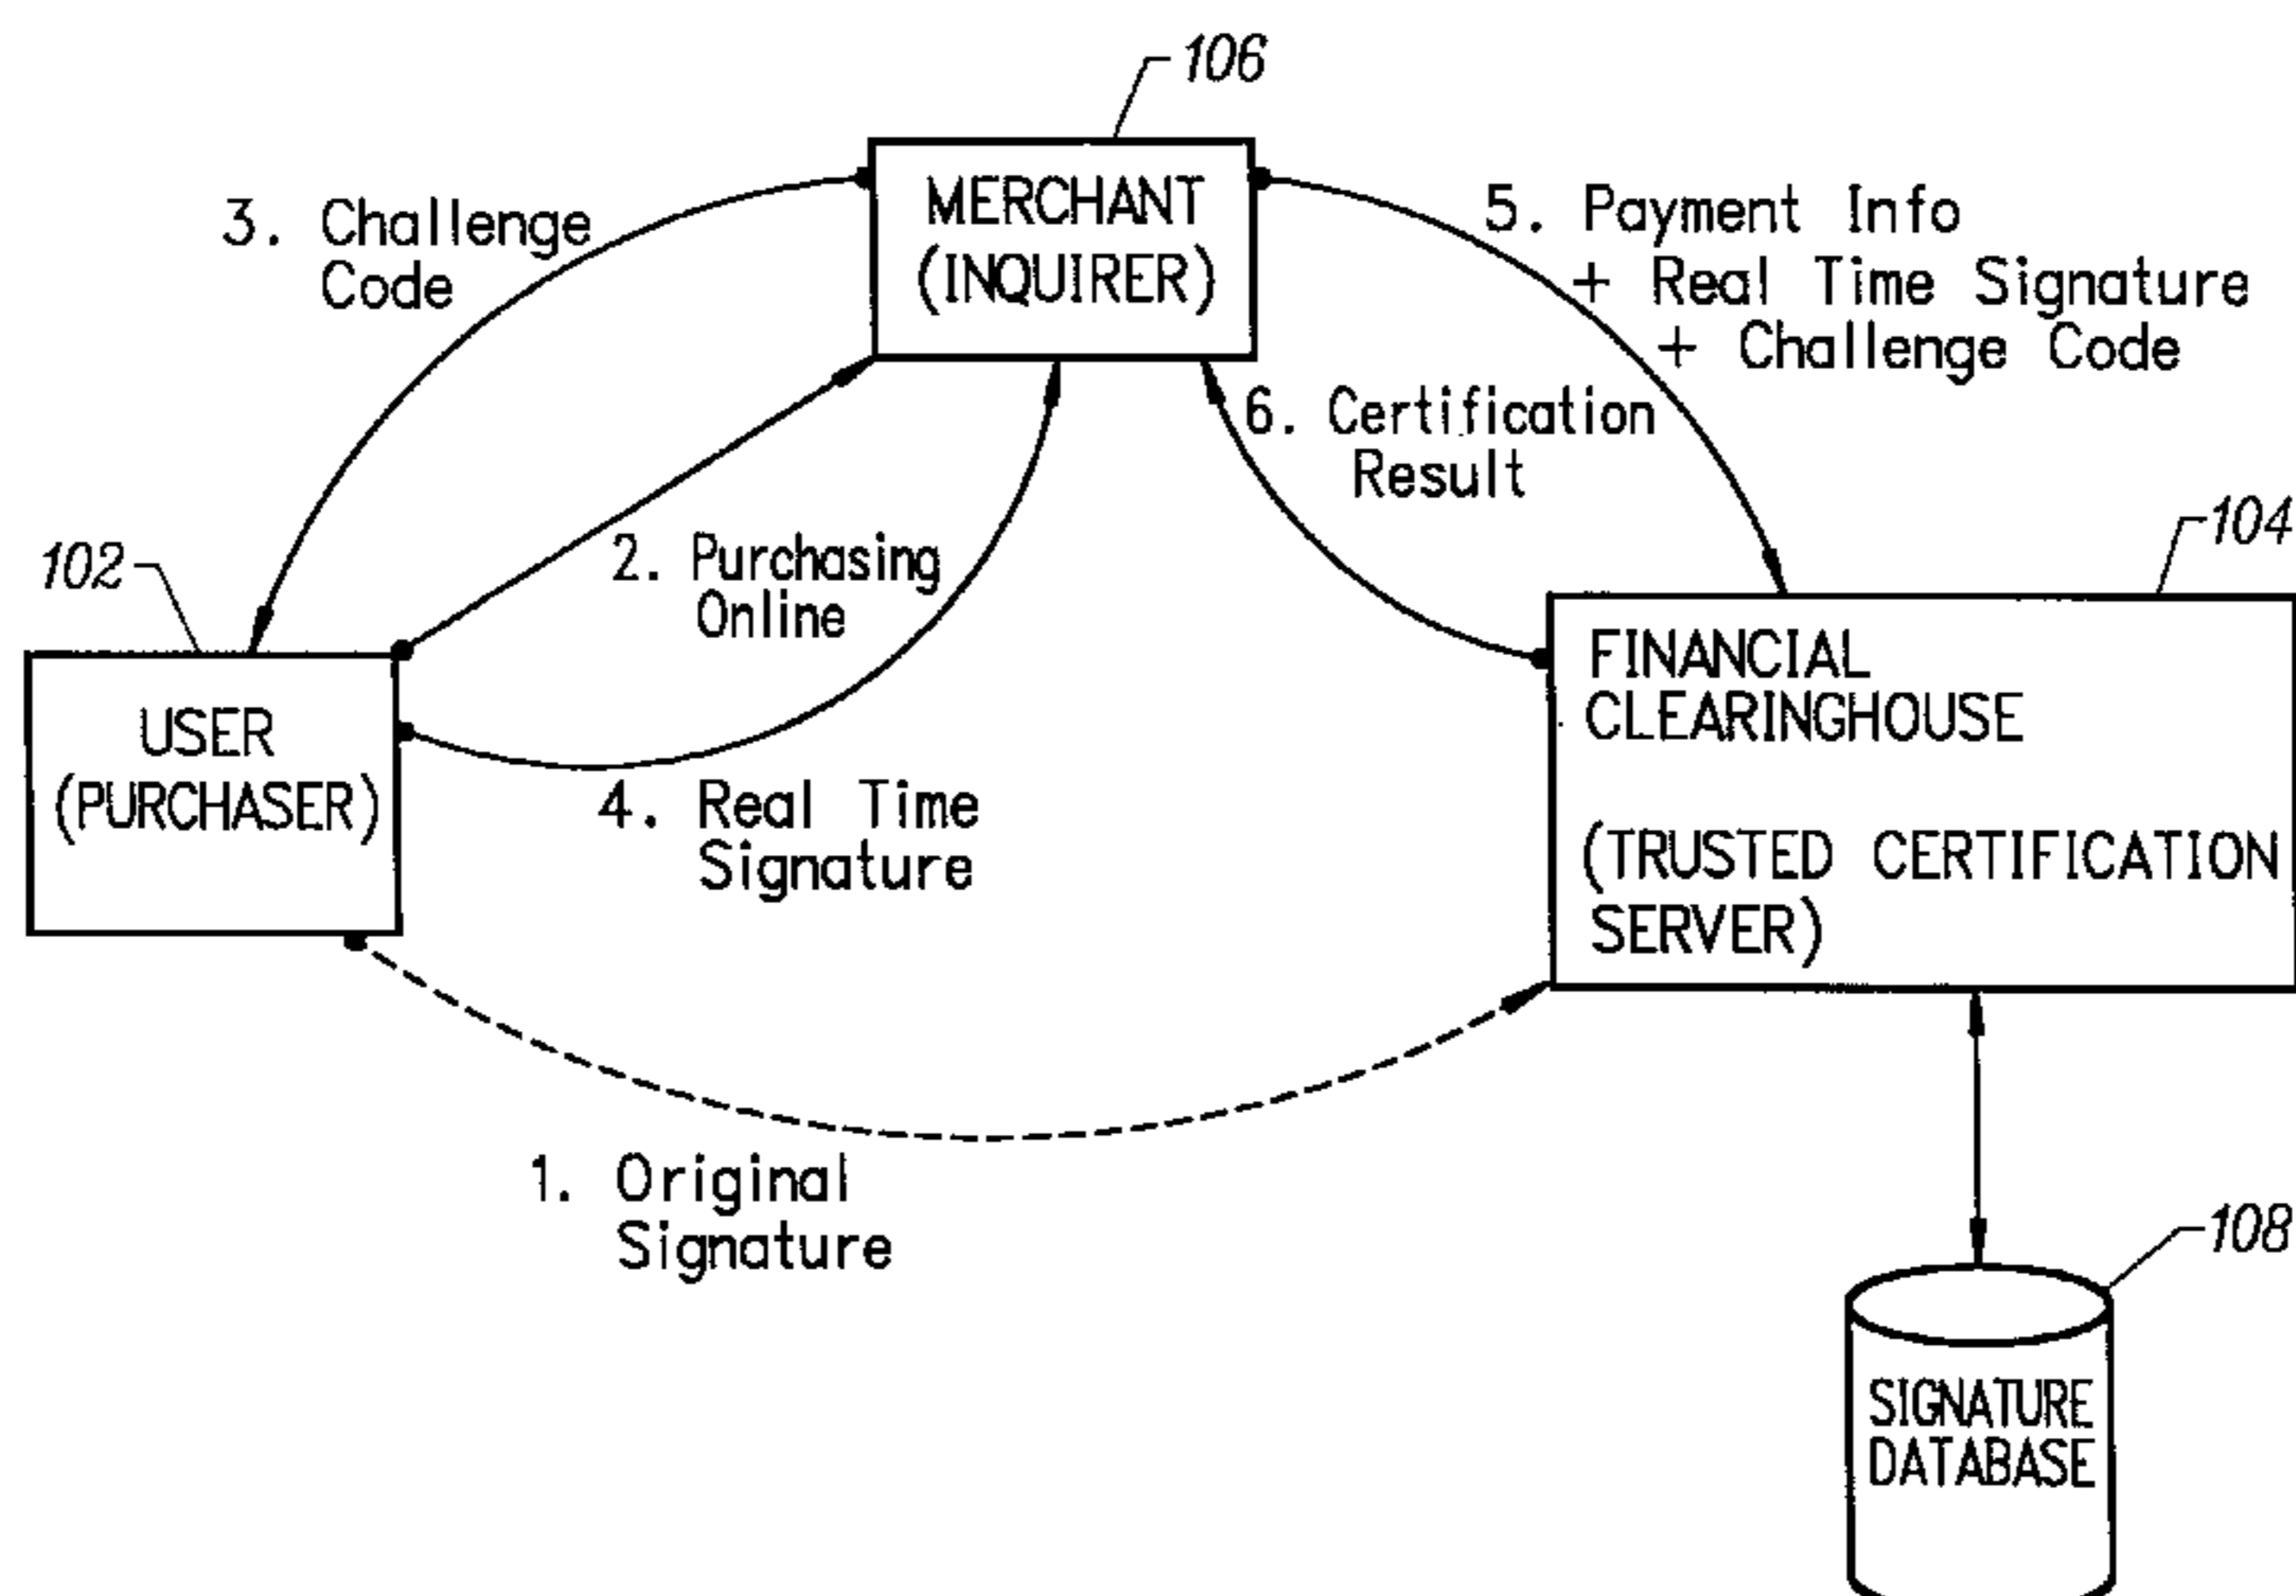 106
MERCHANT
(INQUIRER)
3. Challenge
Code
5. Payment Info
+ Real Time Signature
+ Challenge Code
6. Certification
Result
2. Purchasing
Online
102
USER
(PURCHASER)
4. Real Time
Signature
104
FINANCIAL
CLEARINGHOUSE
(TRUSTED CERTIFICATION
SERVER)
1. Original
Signature
108
SIGNATURE
DATABASE